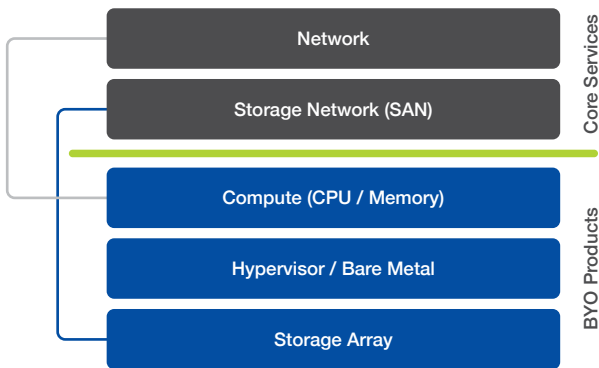 Network
Storage Network (SAN)
Core Services
Compute (CPU / Memory)
Hypervisor / Bare Metal
Storage Array
BYO Products